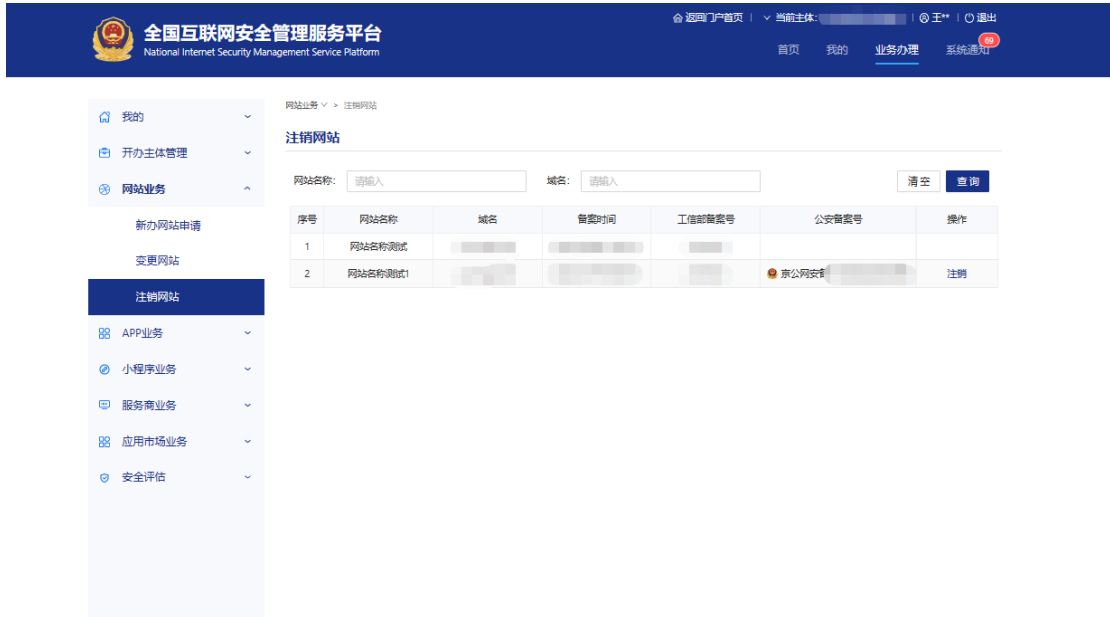 返回门户首页 | 当前主体: | 王** | 退出
全国互联网安全管理服务平台
National Internet Security Management Service Platform
首页 我的 业务办理 系统通知 69
网站业务 > 注销网站
注销网站
我的
开办主体管理
网站业务
新办网站申请
变更网站
注销网站
APP业务
小程序业务
服务商业务
应用市场业务
安全评估
网站名称: 请输入 域名: 请输入 清空 查询
序号 网站名称 域名 备案时间 工信部备案号 公安备案号 操作
1 网站名称测试
2 网站名称测试1 京公网安备 注销